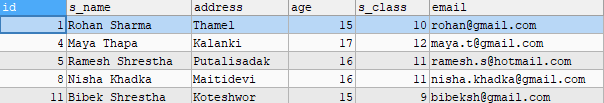 id s_name address age s_class email
1 Rohan Sharma Thamel 15 10 rohan@gmail.com
4 Maya Thapa Kalanki 17 12 maya.t@gmail.com
5 Ramesh Shrestha Putalisadak 16 11 ramesh.s@hotmail.com
8 Nisha Khadka Maitidevi 16 11 nisha.khadka@gmail.com
11 Bibek Shrestha Koteshwor 15 9 bibeksh@gmail.com